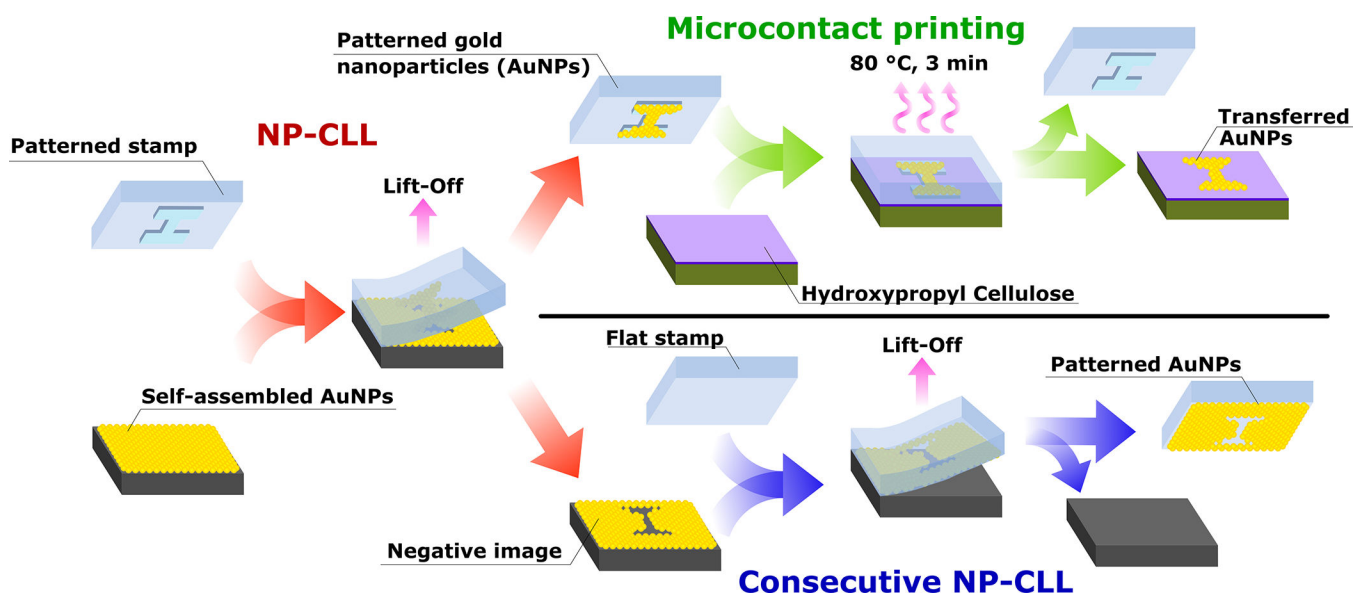 Microcontact printing
Patterned gold
nanoparticles (AuNPs)
80 °C, 3 min
NP-CLL
Patterned stamp
Lift-Off
Transferred
AuNPs
Hydroxypropyl Cellulose
Self-assembled AuNPs
Flat stamp
Lift-Off
Patterned AuNPs
Negative image
Consecutive NP-CLL